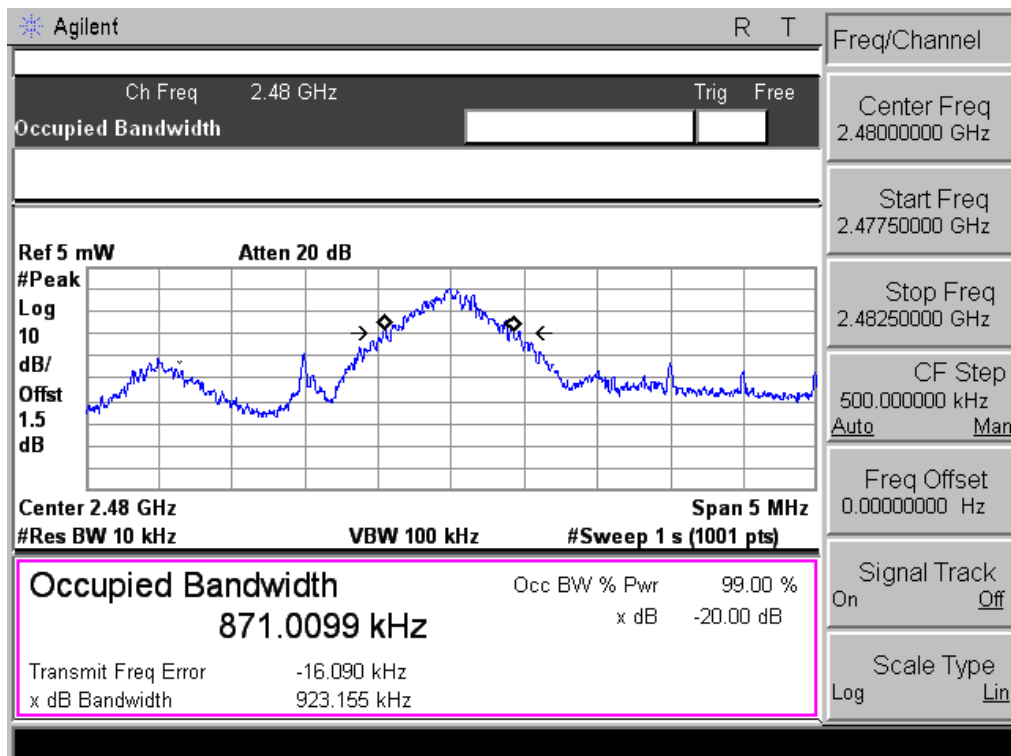 Agilent R T
Ch Freq 2.48 GHz Trig Free
Occupied Bandwidth
Ref 5 mW Atten 20 dB
#Peak
Log
10
dB/
Offst
1.5
dB
Center 2.48 GHz Span 5 MHz
#Res BW 10 kHz VBW 100 kHz #Sweep 1 s (1001 pts)
Occupied Bandwidth
871.0099 kHz
Occ BW % Pwr 99.00 %
x dB -20.00 dB
Transmit Freq Error -16.090 kHz
x dB Bandwidth 923.155 kHz
Freq/Channel
Center Freq
2.48000000 GHz
Start Freq
2.47750000 GHz
Stop Freq
2.48250000 GHz
CF Step
500.000000 kHz
Auto Man
Freq Offset
0.00000000 Hz
Signal Track
On Off
Scale Type
Log Lin